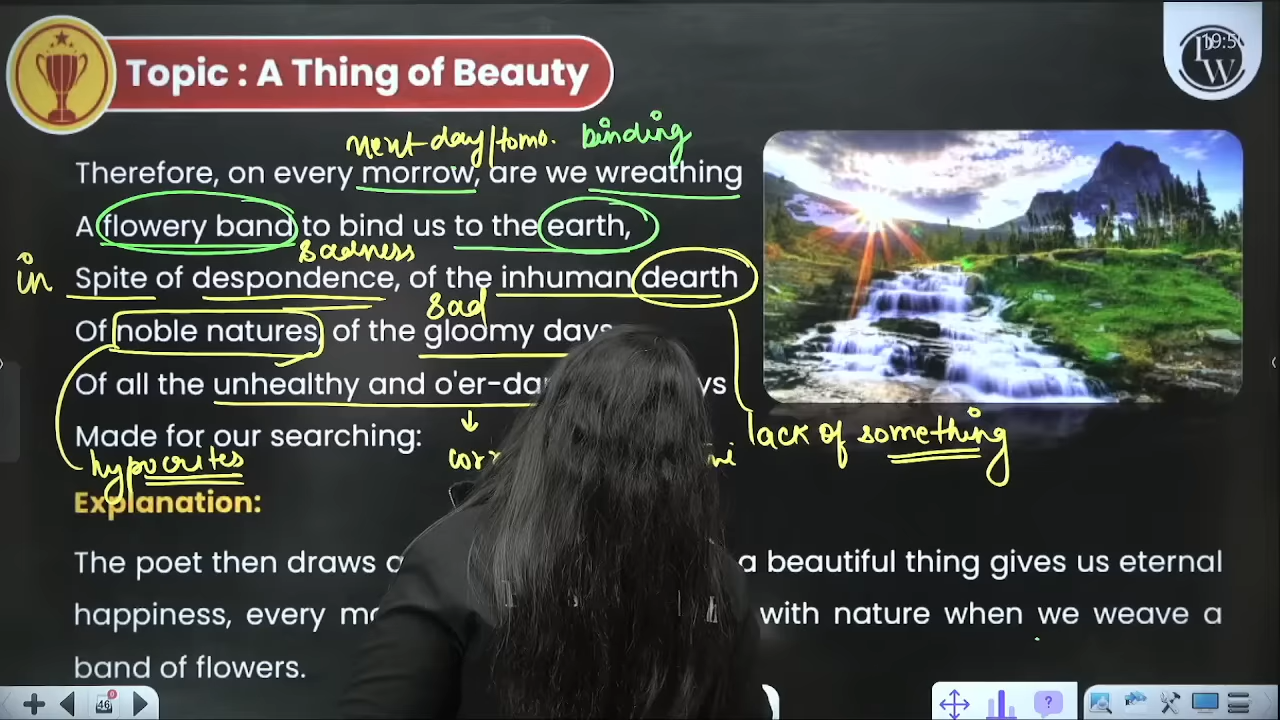 Topic : A Thing of Beauty
19:5
W
next day/tomo. binding
Therefore, on every morrow, are we wreathing
A flowery band to bind us to the earth,
sadness
in Spite of despondence, of the inhuman dearth
sad
Of noble natures, of the gloomy days
Of all the unhealthy and o'er-
Made for our searching:
lack of something
hypocrites
Explanation:
The poet then draws a beautiful thing gives us eternal
happiness, every with nature when we weave a
band of flowers.
46